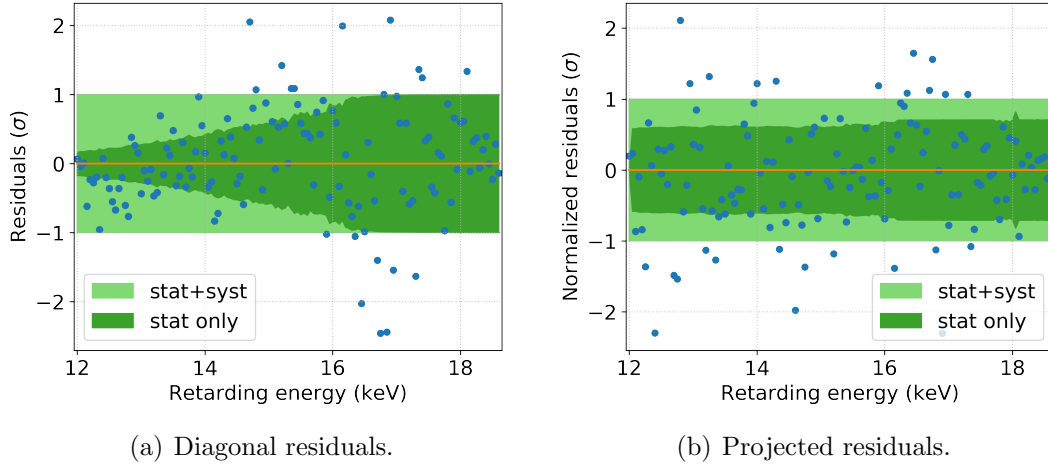 2
1
0
−1
−2
Residuals (σ)
stat+syst
stat only
12 14 16 18
Retarding energy (keV)
(a) Diagonal residuals.
2
1
0
−1
−2
Normalized residuals (σ)
stat+syst
stat only
12 14 16 18
Retarding energy (keV)
(b) Projected residuals.